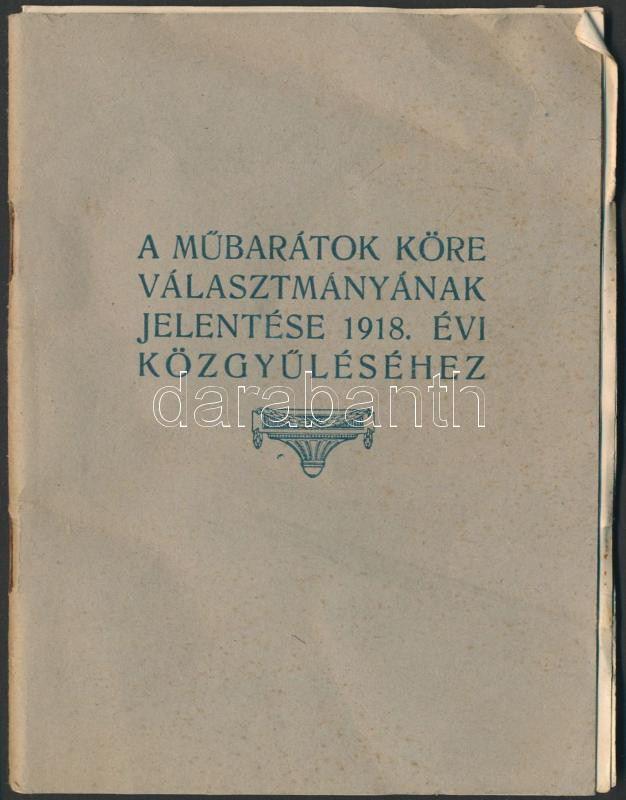 A MŰBARÁTOK KÖRE
VÁLASZTMÁNYÁNAK
JELENTÉSE 1918. ÉVI
KÖZGYŰLÉSÉHEZ
darabanth